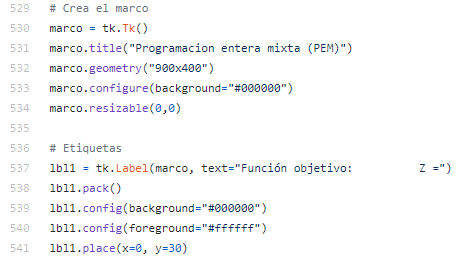 529 # Crea el marco
530 marco = tk.Tk()
531 marco.title("Programacion entera mixta (PEM)")
532 marco.geometry("900x400")
533 marco.configure(background="#000000")
534 marco.resizable(0,0)
535
536 # Etiquetas
537 lbl1 = tk.Label(marco, text="Función objetivo:          Z =")
538 lbl1.pack()
539 lbl1.config(background="#000000")
540 lbl1.config(foreground="#ffffff")
541 lbl1.place(x=0, y=30)